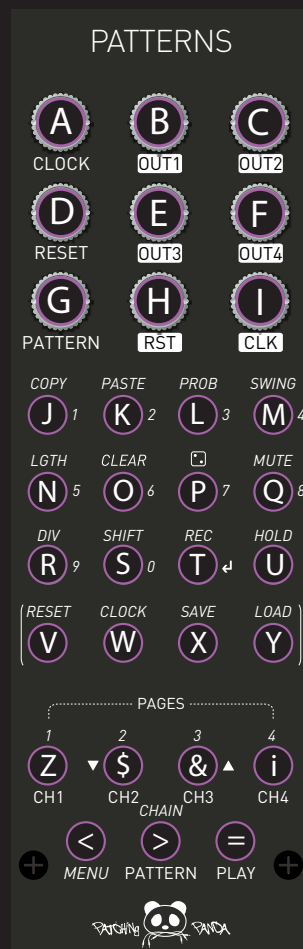 PATTERNS
A B C
CLOCK OUT1 OUT2
D E F
RESET OUT3 OUT4
G H I
PATTERN RST CLK
COPY PASTE PROB SWING
J 1 K 2 L 3 M 4
LGTH CLEAR MUTE
N 5 O 6 P 7 Q 8
DIV SHIFT REC HOLD
R 9 S 0 T ↲ U
RESET CLOCK SAVE LOAD
V W X Y
PAGES
1 2 3 4
Z ▼ $ & ▲ i
CH1 CH2 CH3 CH4
CHAIN
< > =
MENU PATTERN PLAY
PATCHING PANDA